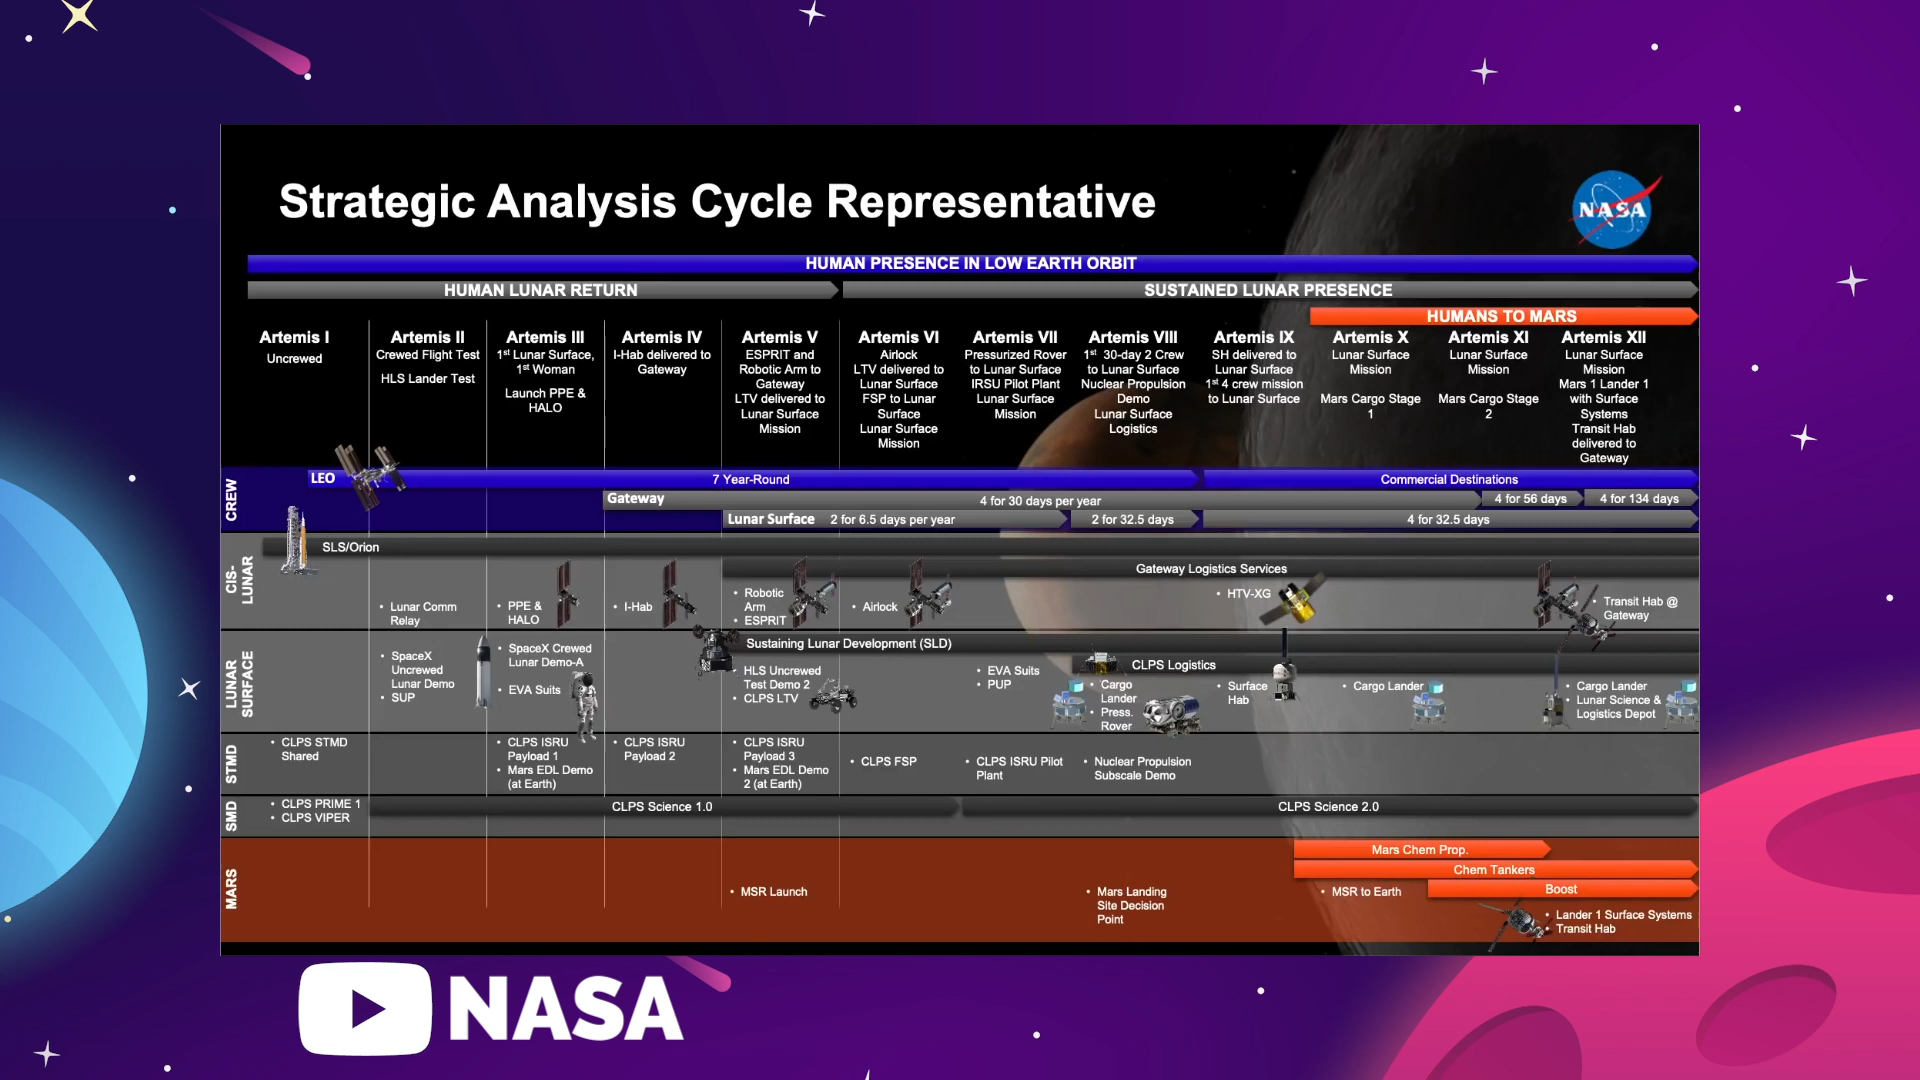 Strategic Analysis Cycle Representative
NASA
HUMAN PRESENCE IN LOW EARTH ORBIT
HUMAN LUNAR RETURN
SUSTAINED LUNAR PRESENCE
HUMANS TO MARS
Artemis I
Uncrewed
Artemis II
Crewed Flight Test
HLS Lander Test
Artemis III
1st Lunar Surface,
1st Woman
Launch PPE &
HALO
Artemis IV
I-Hab delivered to
Gateway
Artemis V
ESPRIT and
Robotic Arm to
Gateway
LTV delivered to
Lunar Surface
Mission
Artemis VI
Airlock
LTV delivered to
Lunar Surface
FSP to Lunar
Surface
Lunar Surface
Mission
Artemis VII
Pressurized Rover
to Lunar Surface
IRSU Pilot Plant
Lunar Surface
Mission
Artemis VIII
1st 30-day 2 Crew
to Lunar Surface
Nuclear Propulsion
Demo
Lunar Surface
Logistics
Artemis IX
SH delivered to
Lunar Surface
1st 4 crew mission
to Lunar Surface
Artemis X
Lunar Surface
Mission
Mars Cargo Stage
1
Artemis XI
Lunar Surface
Mission
Mars Cargo Stage
2
Artemis XII
Lunar Surface
Mission
Mars 1 Lander 1
with Surface
Systems
Transit Hab
delivered to
Gateway
CREW
LEO
7 Year-Round
Commercial Destinations
Gateway
4 for 30 days per year
4 for 56 days
4 for 134 days
Lunar Surface
2 for 6.5 days per year
2 for 32.5 days
4 for 32.5 days
CIS-
LUNAR
SLS/Orion
Gateway Logistics Services
• Lunar Comm
Relay
• PPE &
HALO
• I-Hab
• Robotic
Arm
• ESPRIT
• Airlock
• HTV-XG
• Transit Hab @
Gateway
LUNAR
SURFACE
Sustaining Lunar Development (SLD)
CLPS Logistics
• SpaceX
Uncrewed
Lunar Demo
• SUP
• SpaceX Crewed
Lunar Demo-A
• EVA Suits
HLS Uncrewed
Test Demo 2
• CLPS LTV
• EVA Suits
• PUP
• Cargo
Lander
• Press.
Rover
• Surface
Hab
• Cargo Lander
• Cargo Lander
• Lunar Science &
Logistics Depot
STMD
• CLPS STMD
Shared
• CLPS ISRU
Payload 1
• Mars EDL Demo
(at Earth)
• CLPS ISRU
Payload 2
• CLPS ISRU
Payload 3
• Mars EDL Demo
2 (at Earth)
• CLPS FSP
• CLPS ISRU Pilot
Plant
• Nuclear Propulsion
Subscale Demo
SMD
• CLPS PRIME 1
• CLPS VIPER
CLPS Science 1.0
CLPS Science 2.0
MARS
Mars Chem Prop.
Chem Tankers
Boost
• MSR Launch
• Mars Landing
Site Decision
Point
• MSR to Earth
• Lander 1 Surface Systems
• Transit Hab
NASA